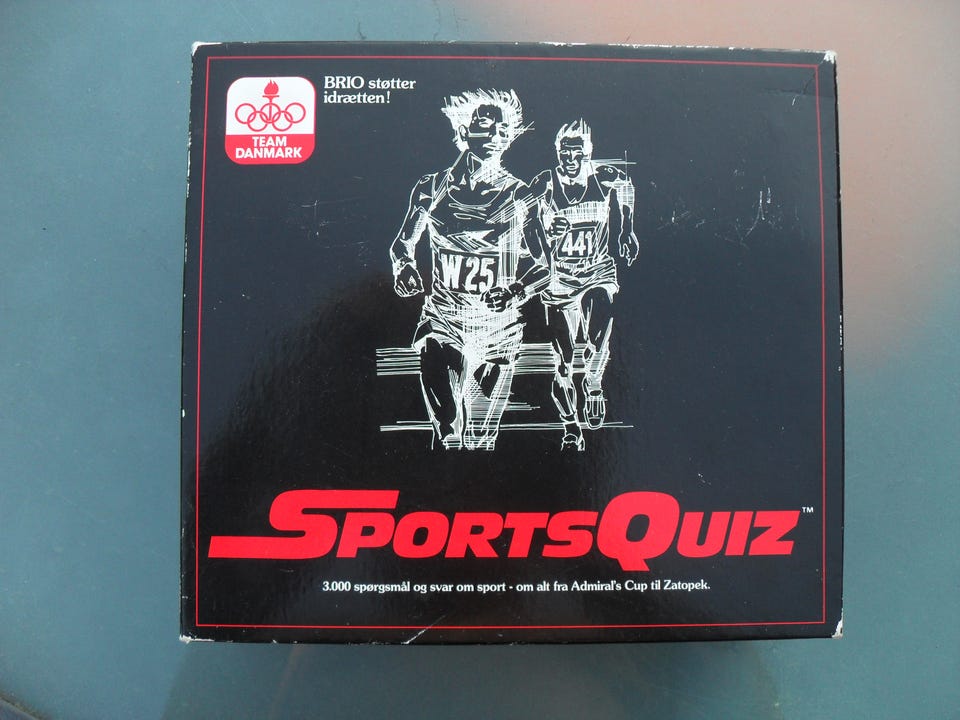 BRIO støtter
idrætten!
TEAM
DANMARK
W 25
441
SPORTSQUIZ™
3.000 spørgsmål og svar om sport - om alt fra Admiral's Cup til Zatopek.